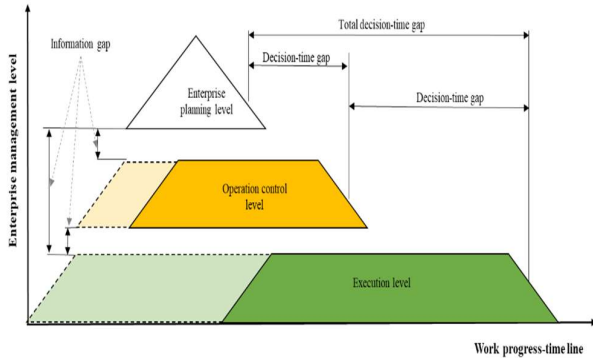 Total decision-time gap
Information gap
Decision-time gap
Enterprise
planning level
Decision-time gap
Enterprise management level
Operation control
level
Execution level
Work progress-time line